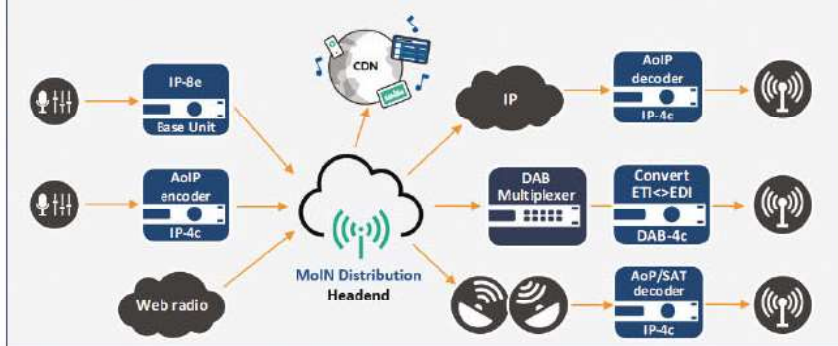 IP-8e
Base Unit
AoIP
encoder
IP-4c
Web radio
CDN
MoIN Distribution
Headend
IP
AoIP
decoder
IP-4c
DAB
Multiplexer
Convert
ETI<>EDI
DAB-4c
AoP/SAT
decoder
IP-4c